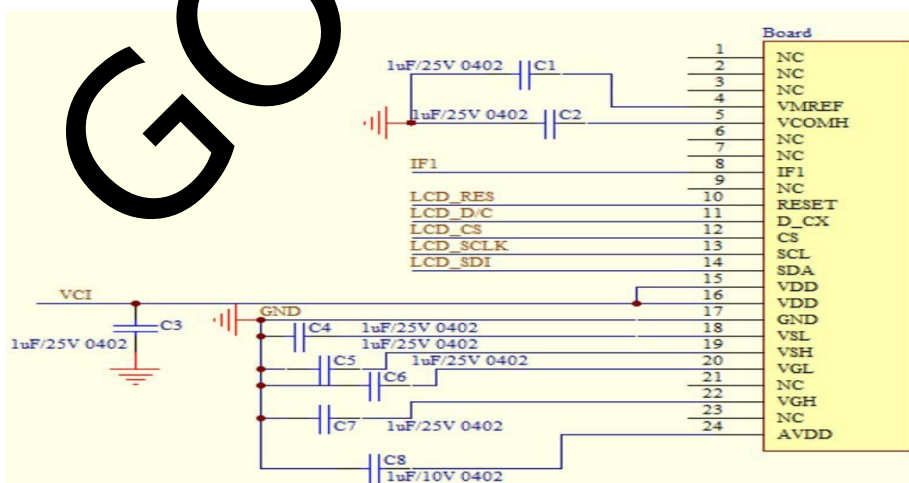 GO
Board
1 NC
2 NC
3 NC
1uF/25V 0402 C1
4 VMREF
1uF/25V 0402 C2
5 VCOMH
6 NC
7 NC
IF1 8 IF1
9 NC
LCD_RES 10 RESET
LCD_D/C 11 D_CX
LCD_CS 12 CS
LCD_SCLK 13 SCL
LCD_SDI 14 SDA
15 VDD
VCI 16 VDD
GND 17 GND
C3
1uF/25V 0402
C4 1uF/25V 0402 18 VSL
C5 1uF/25V 0402 19 VSH
C6 1uF/25V 0402 20 VGL
21 NC
C7 1uF/25V 0402 22 VGH
23 NC
24 AVDD
C8
1uF/10V 0402